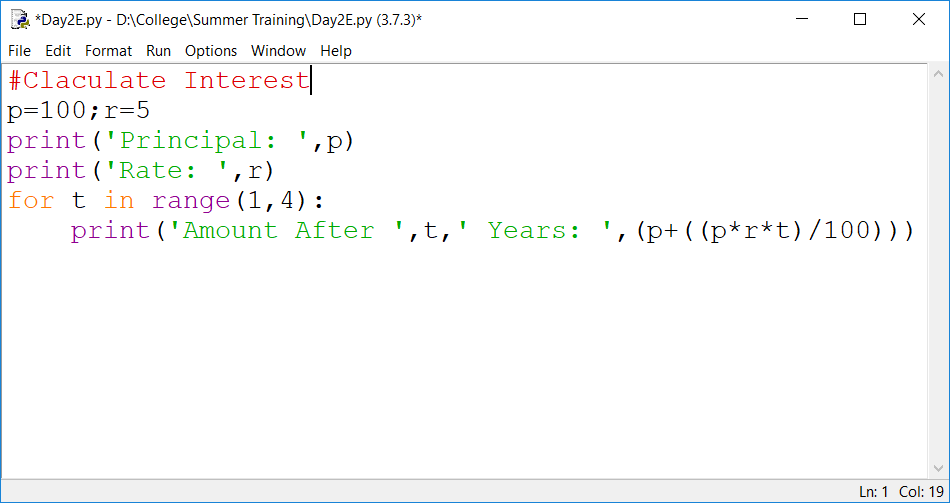 *Day2E.py - D:\College\Summer Training\Day2E.py (3.7.3)*
File Edit Format Run Options Window Help
#Claculate Interest
p=100;r=5
print('Principal: ',p)
print('Rate: ',r)
for t in range(1,4):
    print('Amount After ',t,' Years: ',(p+((p*r*t)/100)))
Ln: 1 Col: 19